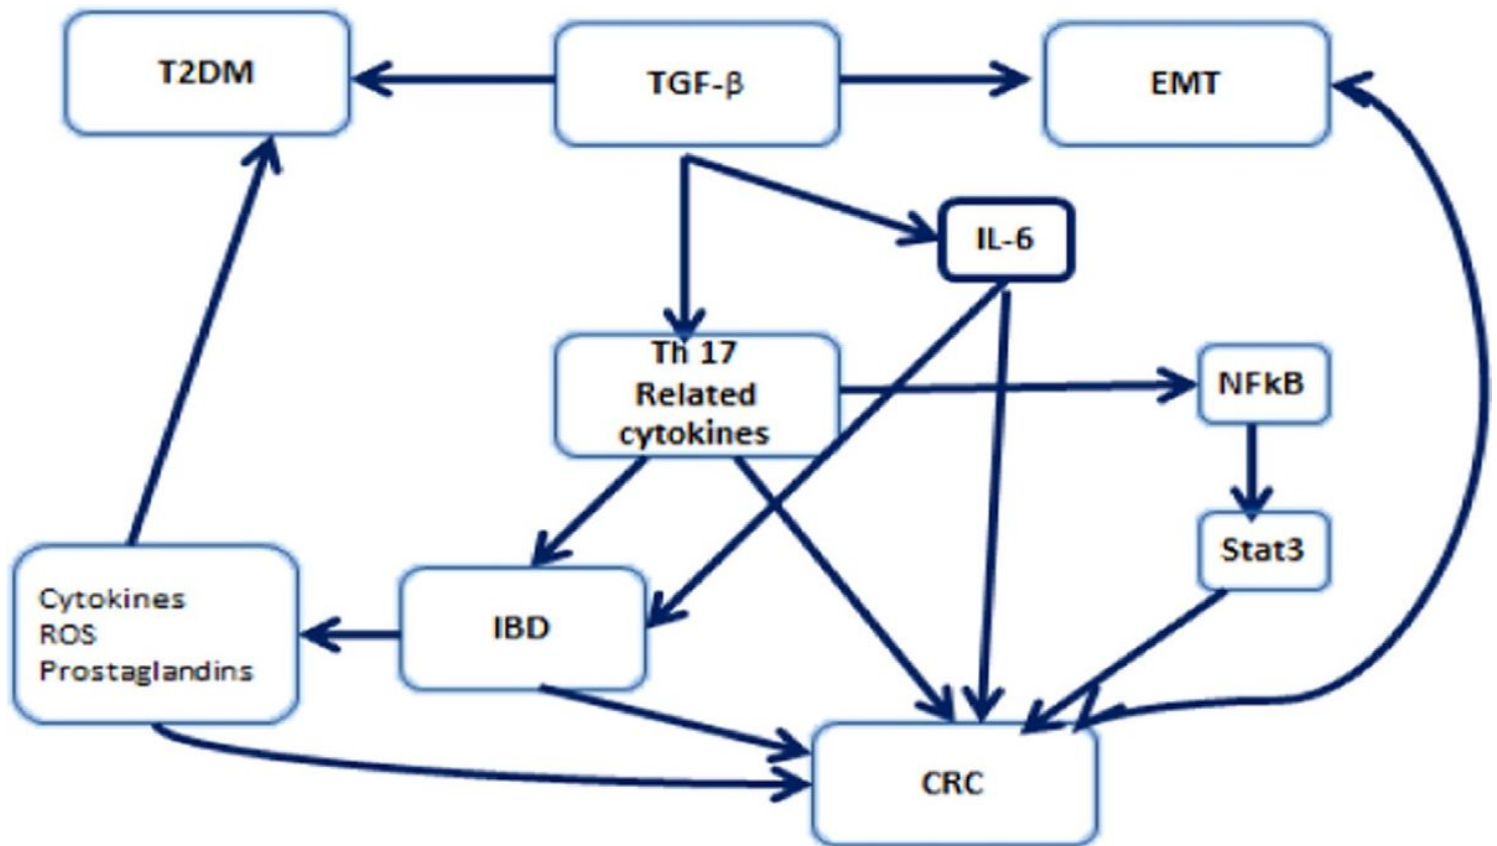 T2DM
TGF-β
EMT
IL-6
Th 17
Related
cytokines
NFkB
Stat3
Cytokines
ROS
Prostaglandins
IBD
CRC